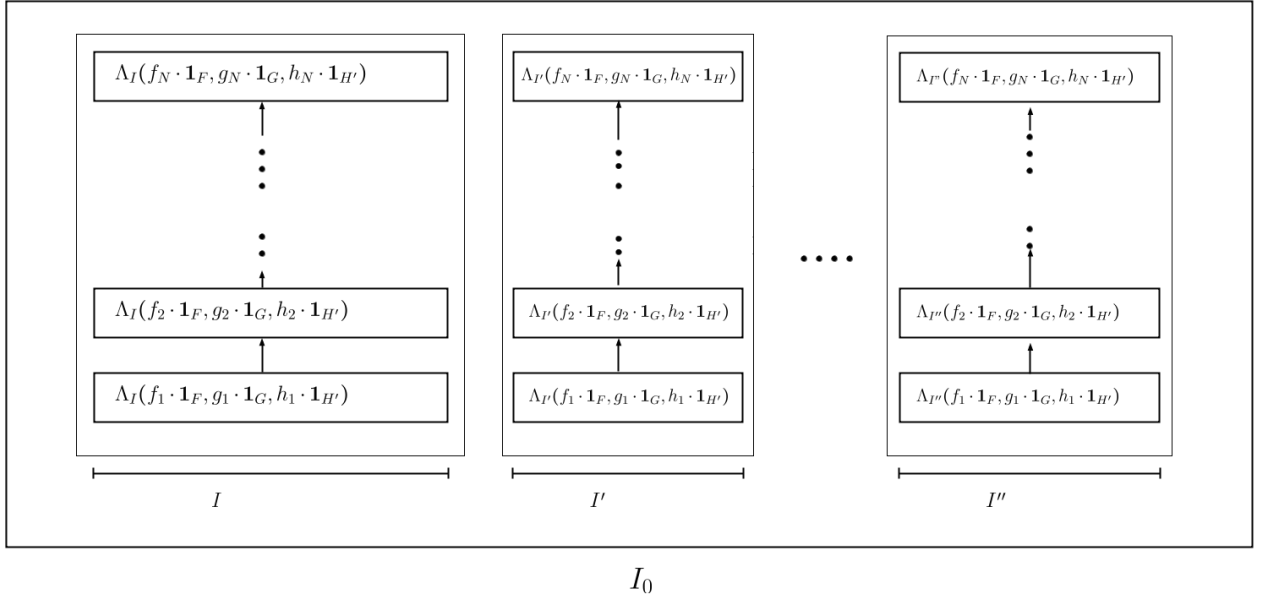 Λ_I(f_N · 1_F, g_N · 1_G, h_N · 1_{H'})
Λ_{I'}(f_N · 1_F, g_N · 1_G, h_N · 1_{H'})
Λ_{I''}(f_N · 1_F, g_N · 1_G, h_N · 1_{H'})
Λ_I(f_2 · 1_F, g_2 · 1_G, h_2 · 1_{H'})
Λ_{I'}(f_2 · 1_F, g_2 · 1_G, h_2 · 1_{H'})
Λ_{I''}(f_2 · 1_F, g_2 · 1_G, h_2 · 1_{H'})
Λ_I(f_1 · 1_F, g_1 · 1_G, h_1 · 1_{H'})
Λ_{I'}(f_1 · 1_F, g_1 · 1_G, h_1 · 1_{H'})
Λ_{I''}(f_1 · 1_F, g_1 · 1_G, h_1 · 1_{H'})
I
I'
I''
I_0